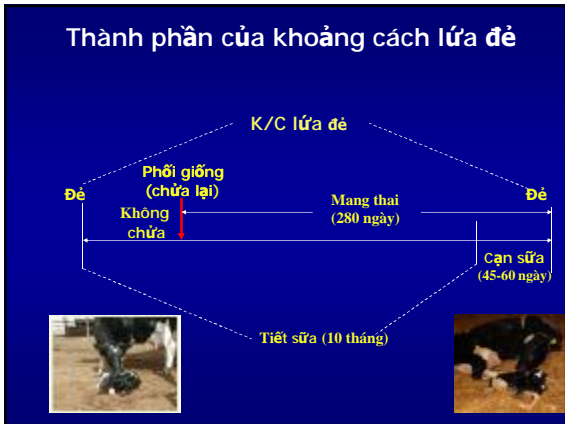 Thành phần của khoảng cách lứa đẻ
K/C lứa đẻ
Phối giống
(chửa lại)
Đẻ
Đẻ
Mang thai
(280 ngày)
Không
chửa
Cạn sữa
(45-60 ngày)
Tiết sữa (10 tháng)